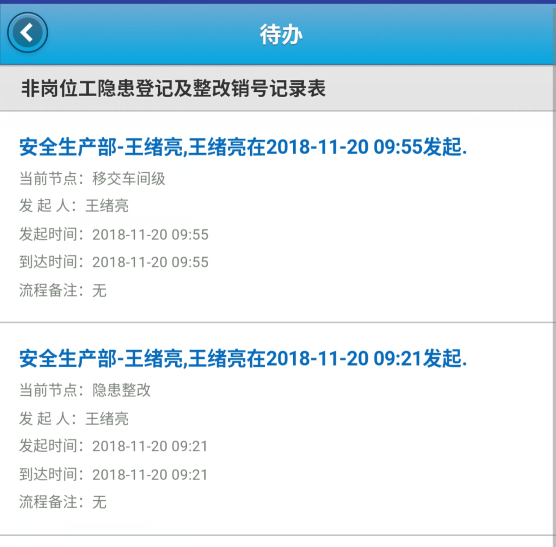 待办
非岗位工隐患登记及整改销号记录表
安全生产部-王绪亮,王绪亮在2018-11-20 09:55发起.
当前节点：移交车间级
发 起 人：王绪亮
发起时间：2018-11-20 09:55
到达时间：2018-11-20 09:55
流程备注：无
安全生产部-王绪亮,王绪亮在2018-11-20 09:21发起.
当前节点：隐患整改
发 起 人：王绪亮
发起时间：2018-11-20 09:21
到达时间：2018-11-20 09:21
流程备注：无